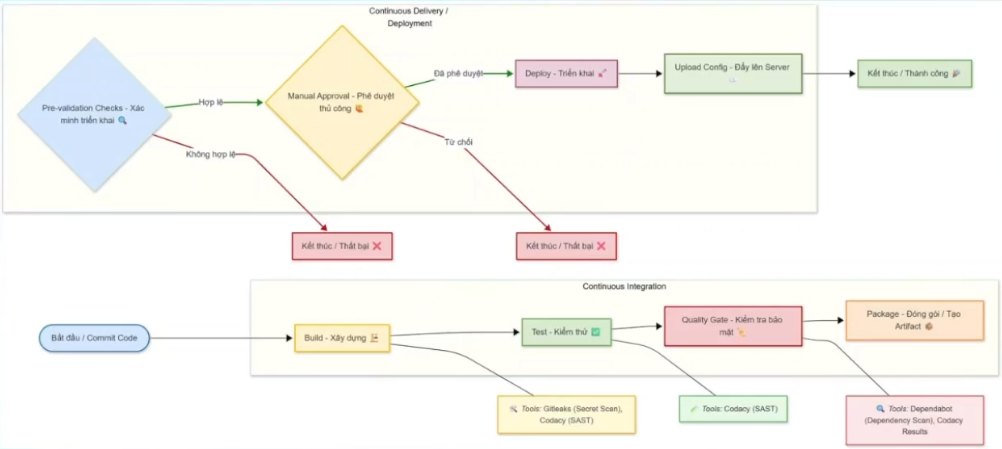 Continuous Delivery /
Deployment
Pre-validation Checks - Xác
minh triển khai 🔍
Hợp lệ
Không hợp lệ
Manual Approval - Phê duyệt
thủ công
Đã phê duyệt
Từ chối
Deploy - Triển khai
Upload Config - Đẩy lên Server
Kết thúc / Thành công 🎉
Kết thúc / Thất bại ❌
Kết thúc / Thất bại ❌
Continuous Integration
Bắt đầu / Commit Code
Build - Xây dựng
Test - Kiểm thử ✅
Quality Gate - Kiểm tra bảo
mật
Package - Đóng gói / Tạo
Artifact 📦
Tools: Gitleaks (Secret Scan),
Codacy (SAST)
Tools: Codacy (SAST)
🔍 Tools: Dependabot
(Dependency Scan), Codacy
Results